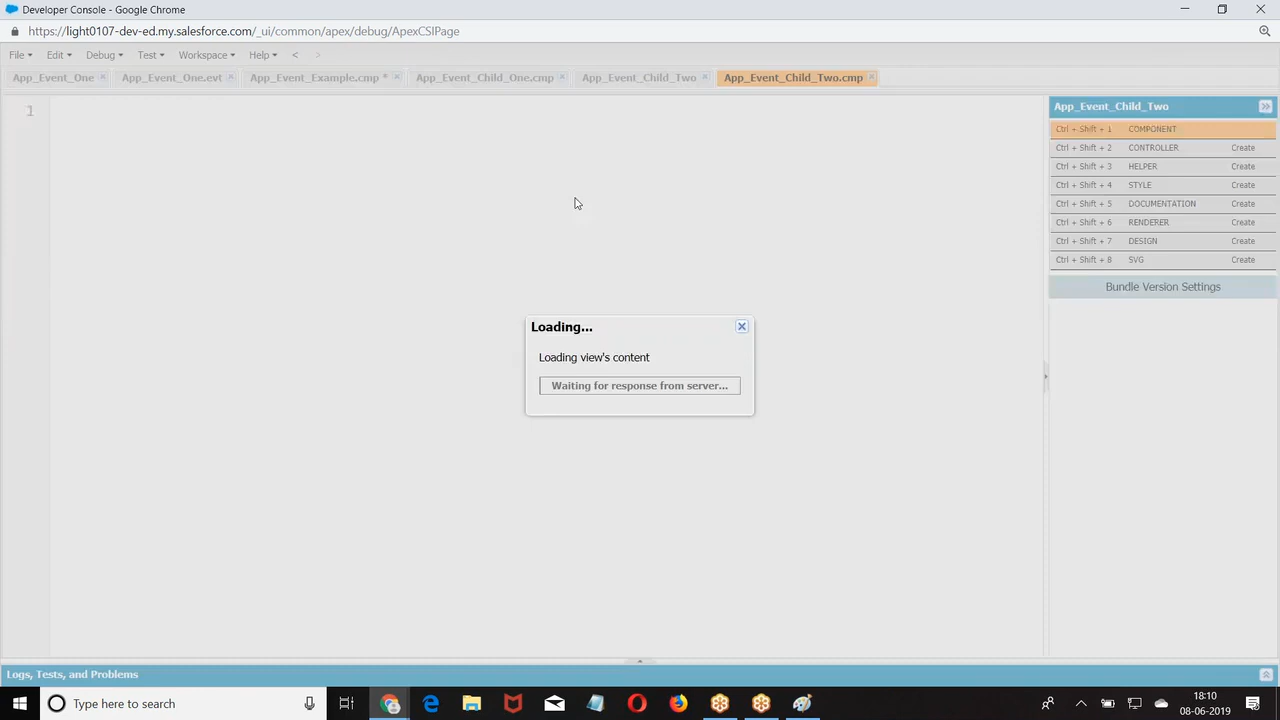 Developer Console - Google Chrome
https://light0107-dev-ed.my.salesforce.com/_ui/common/apex/debug/ApexCSIPage
File Edit Debug Test Workspace Help < >
App_Event_One App_Event_One.evt App_Event_Example.cmp * App_Event_Child_One.cmp App_Event_Child_Two App_Event_Child_Two.cmp
1
App_Event_Child_Two
Ctrl + Shift + 1 COMPONENT
Ctrl + Shift + 2 CONTROLLER Create
Ctrl + Shift + 3 HELPER Create
Ctrl + Shift + 4 STYLE Create
Ctrl + Shift + 5 DOCUMENTATION Create
Ctrl + Shift + 6 RENDERER Create
Ctrl + Shift + 7 DESIGN Create
Ctrl + Shift + 8 SVG Create
Bundle Version Settings
Loading...
Loading view's content
Waiting for response from server...
Logs, Tests, and Problems
Type here to search
18:10
08-06-2019